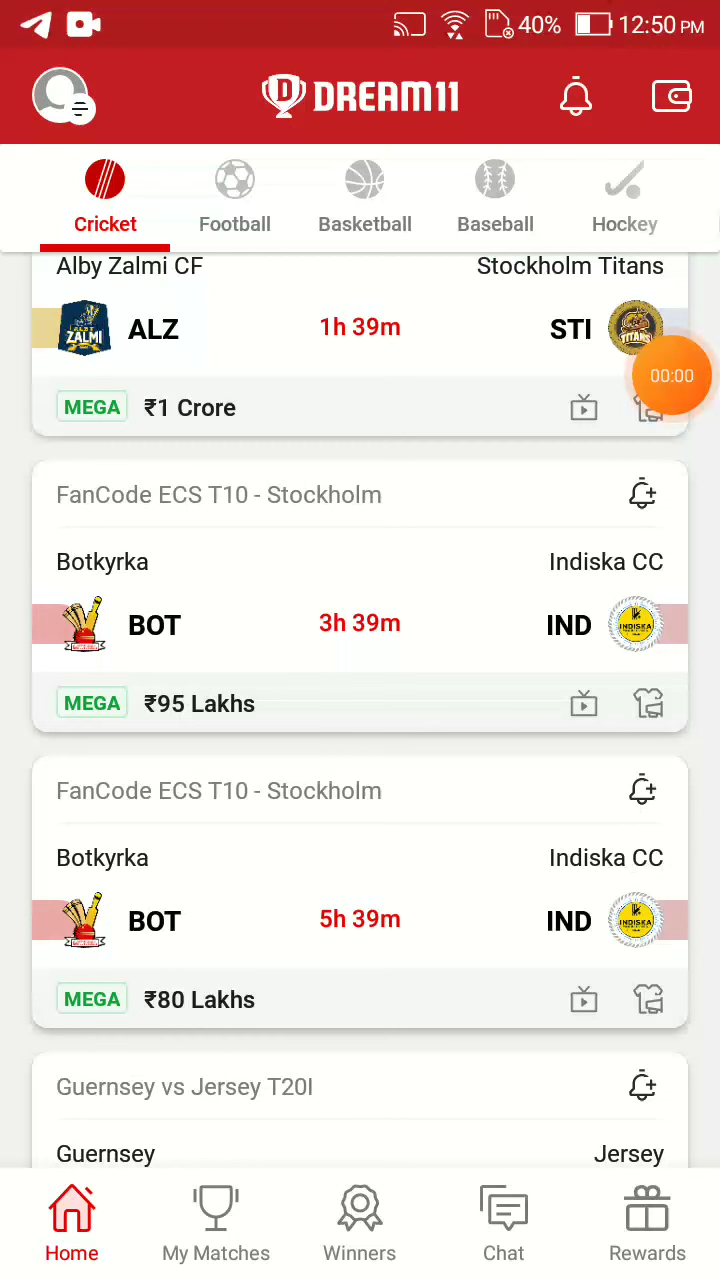 40% 12:50 PM
DREAM11
Cricket Football Basketball Baseball Hockey
Alby Zalmi CF Stockholm Titans
ALZ 1h 39m STI
00:00
MEGA ₹1 Crore
FanCode ECS T10 - Stockholm
Botkyrka Indiska CC
BOT 3h 39m IND
MEGA ₹95 Lakhs
FanCode ECS T10 - Stockholm
Botkyrka Indiska CC
BOT 5h 39m IND
MEGA ₹80 Lakhs
Guernsey vs Jersey T20I
Guernsey Jersey
Home My Matches Winners Chat Rewards